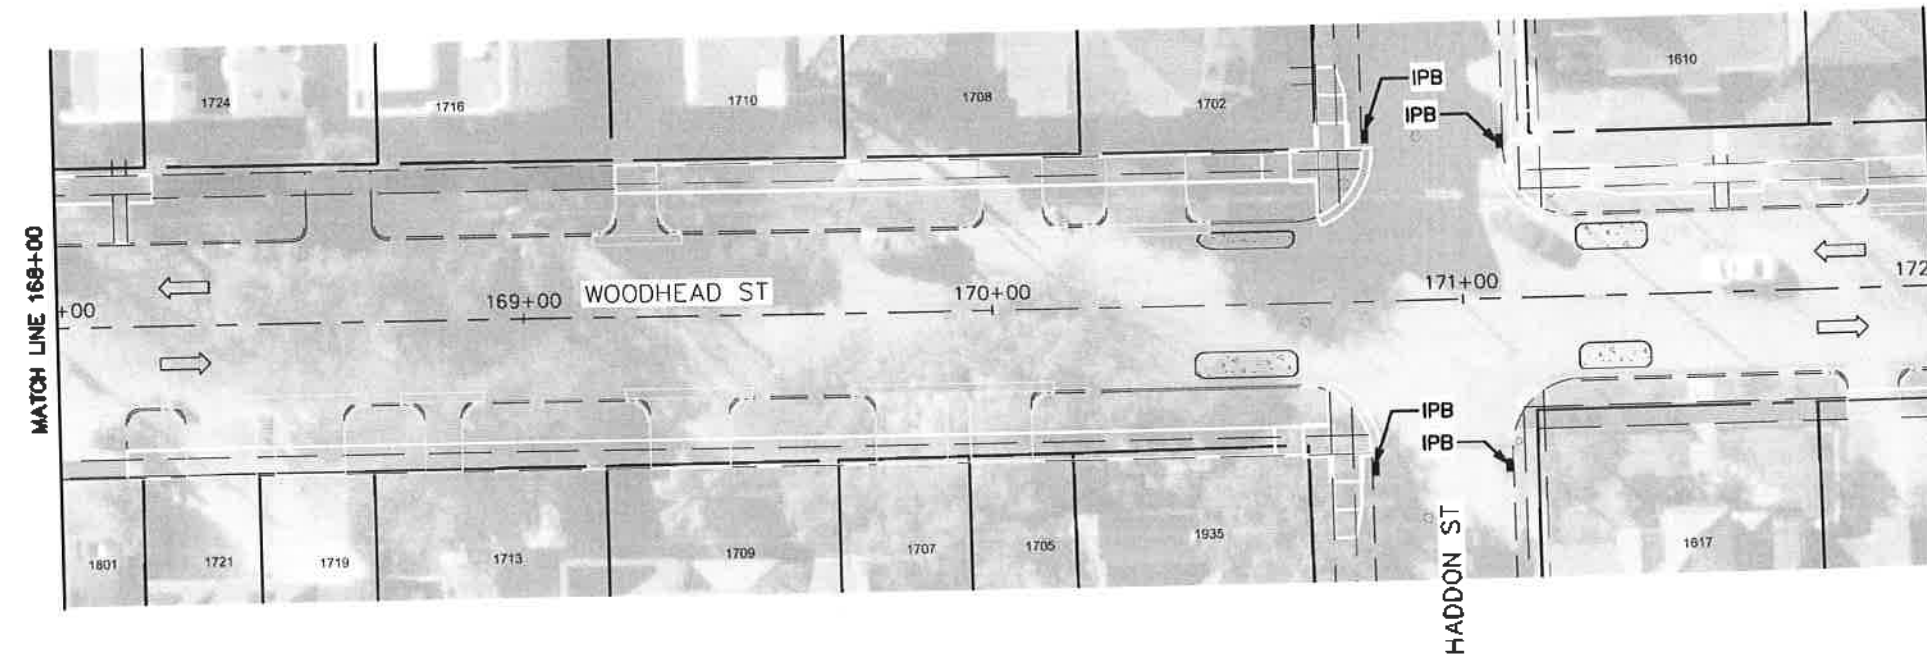 1724
1716
1710
1708
1702
1610
IPB
IPB
MATCH LINE 168+00
+00
169+00
WOODHEAD ST
170+00
171+00
172
IPB
IPB
1801
1721
1719
1713
1709
1707
1705
1935
1617
HADDON ST